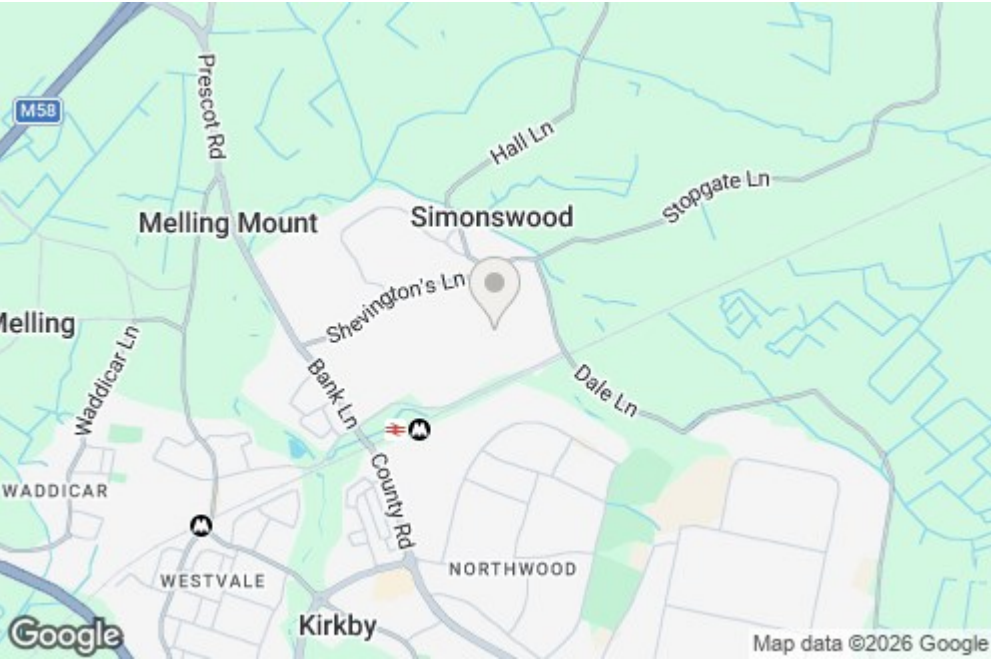 Prescot Rd
M58
Hall Ln
Stopgate Ln
Melling Mount
Simonswood
Shevington's Ln
Melling
Waddicar Ln
Bank Ln
Dale Ln
County Rd
WADDICAR
WESTVALE
NORTHWOOD
Kirkby
Google
Map data ©2026 Google